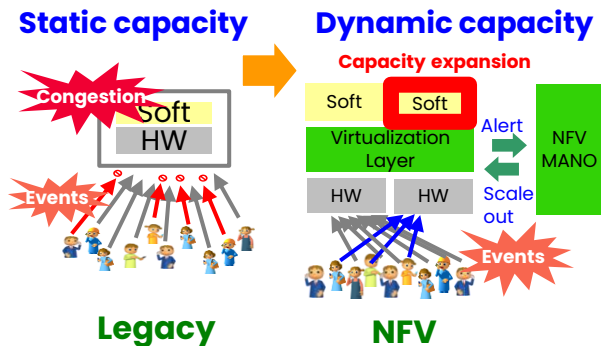 Static capacity
Dynamic capacity
Capacity expansion
Congestion
Soft
HW
Events
Legacy
Soft
Soft
Virtualization
Layer
HW
HW
Alert
Scale
out
NFV
MANO
Events
NFV